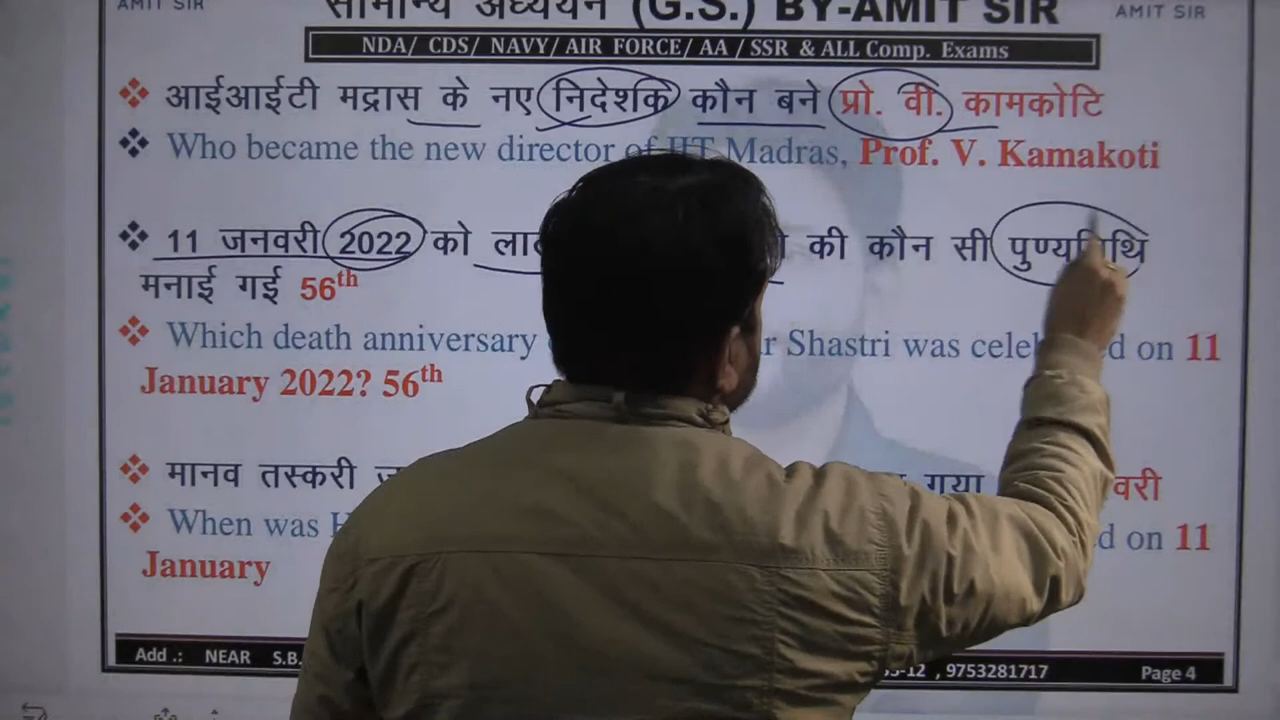 AMIT SIR
सामान्य अध्ययन (G.S.) BY-AMIT SIR
AMIT SIR
NDA/ CDS/ NAVY/ AIR FORCE/ AA / SSR & ALL Comp. Exams
आईआईटी मद्रास के नए निदेशक कौन बने प्रो. वी. कामकोटि
Who became the new director of IIT Madras, Prof. V. Kamakoti
11 जनवरी 2022 को की कौन सी पुण्यतिथि
मनाई गई 56th
Which death anniversary Shastri was on 11
January 2022? 56th
मानव तस्करी गया
When was on 11
January
Add .: NEAR S.B. , 9753281717 Page 4